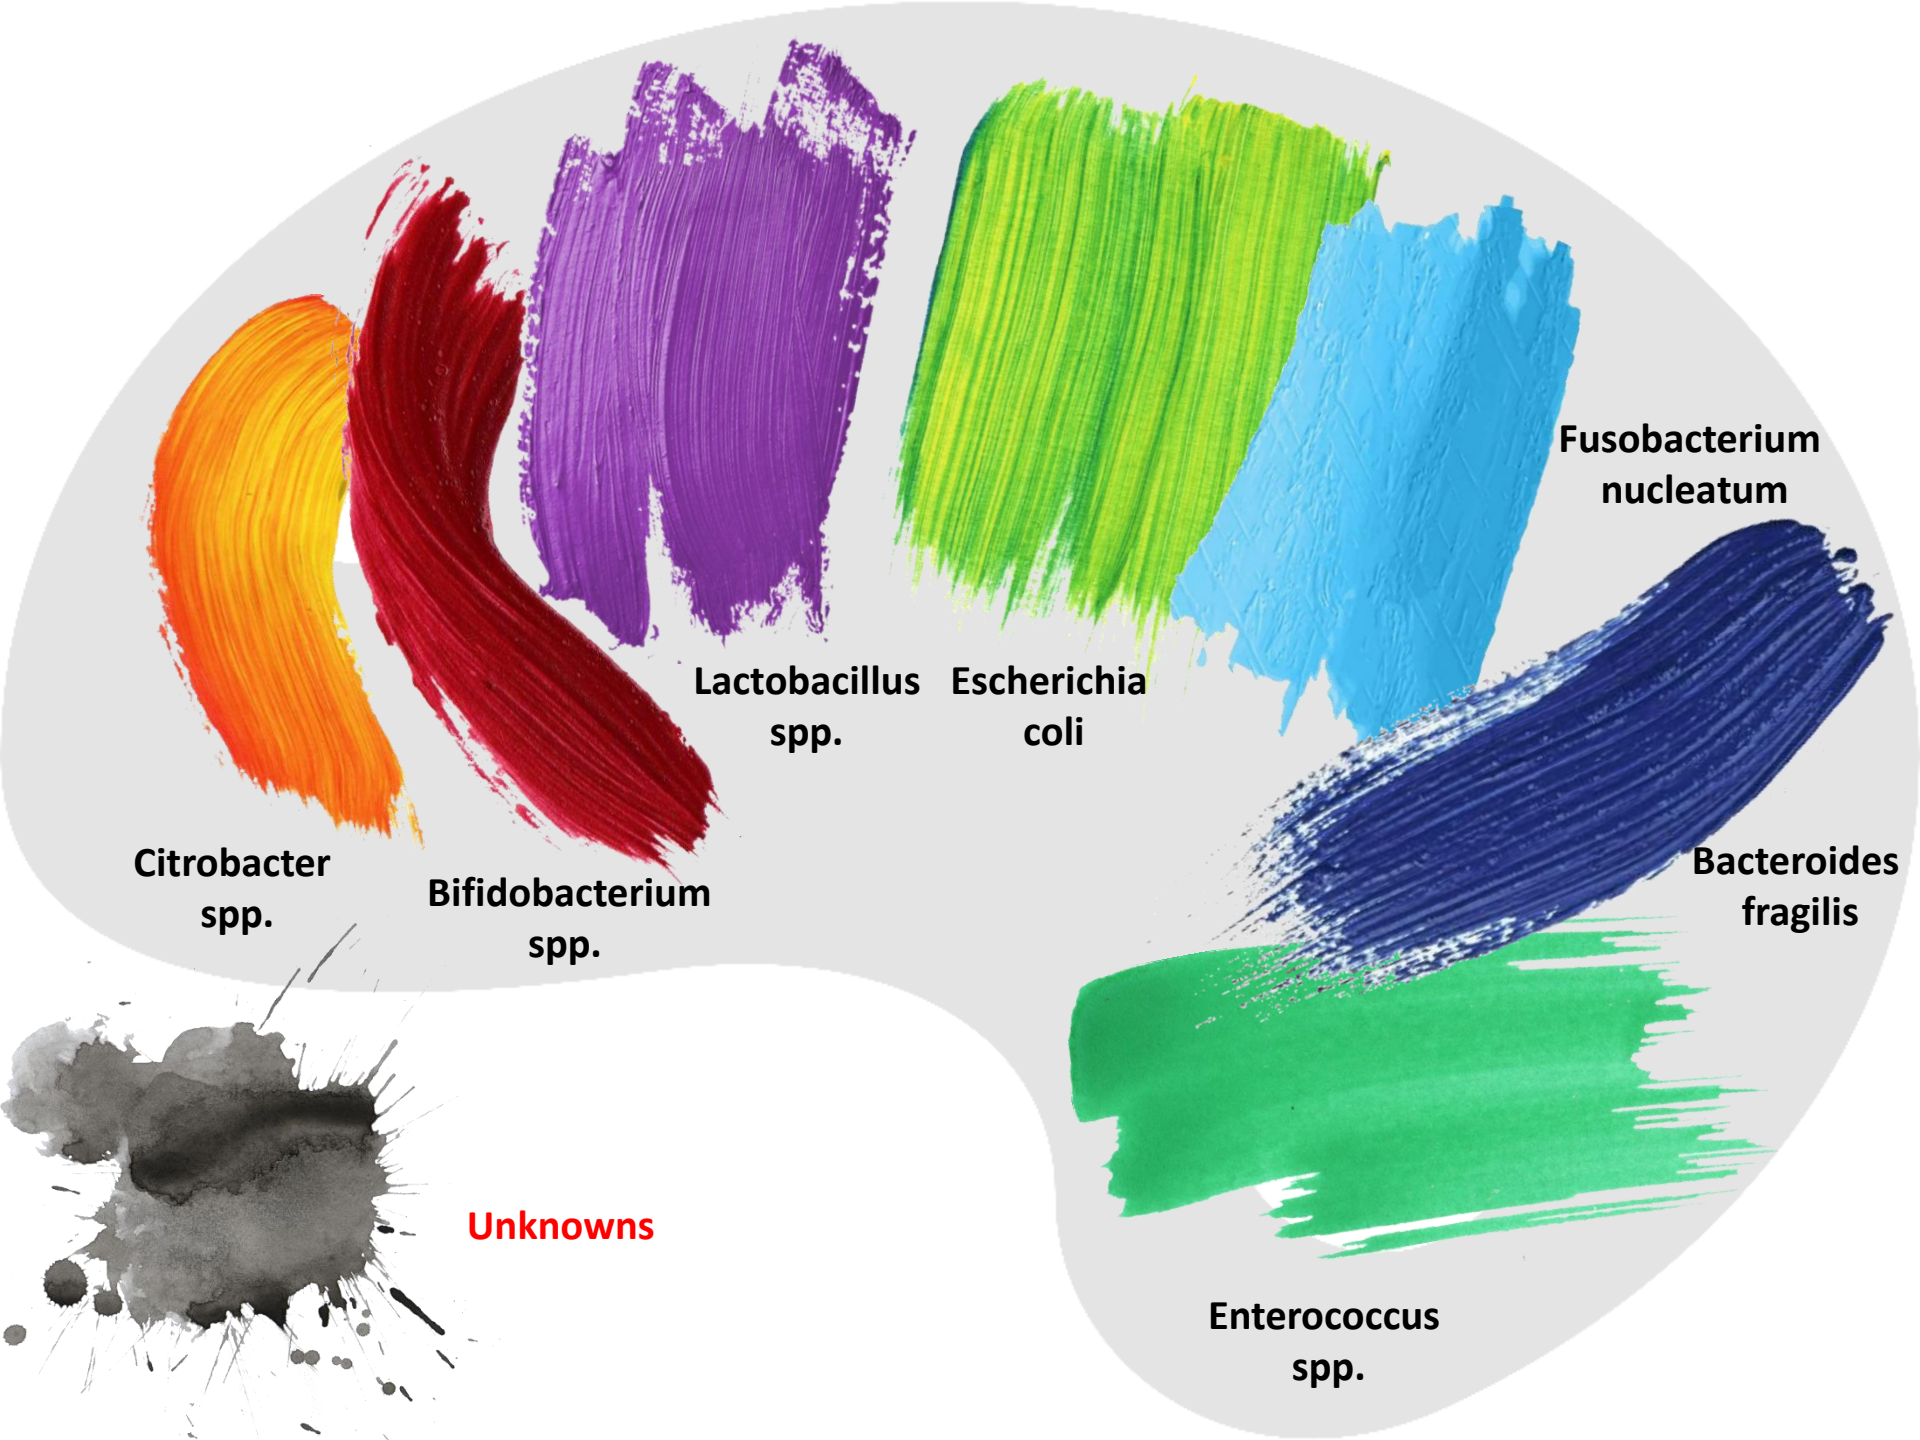 Fusobacterium
nucleatum
Lactobacillus
spp.
Escherichia
coli
Citrobacter
spp.
Bifidobacterium
spp.
Bacteroides
fragilis
Unknowns
Enterococcus
spp.